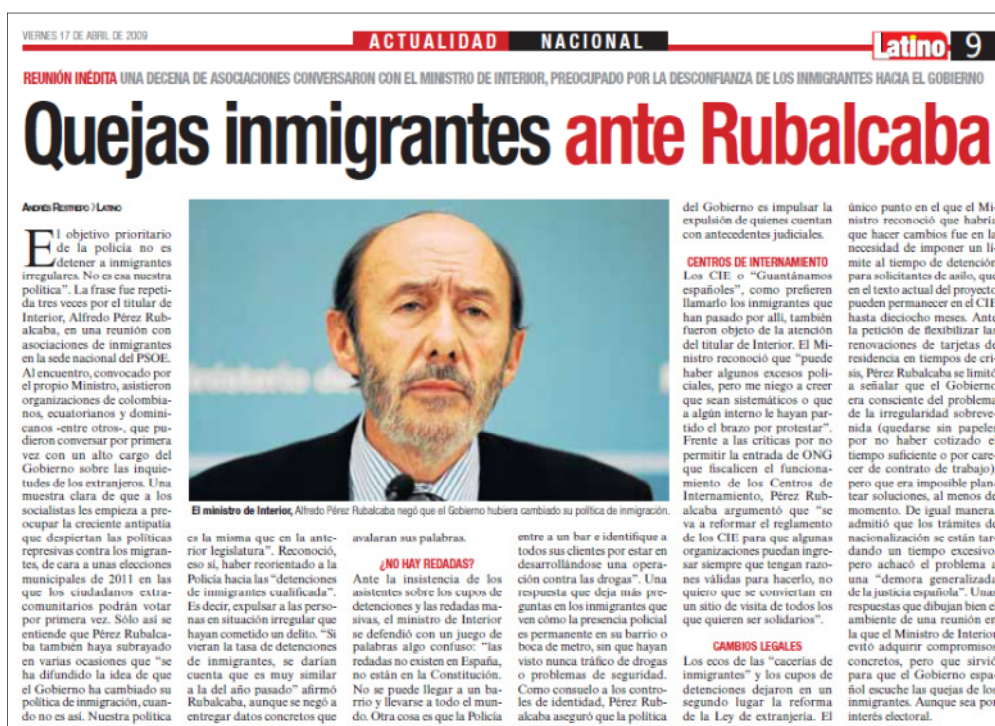 VIERNES 17 DE ABRIL DE 2009
ACTUALIDAD NACIONAL
Latino 9
REUNIÓN INÉDITA UNA DECENA DE ASOCIACIONES CONVERSARON CON EL MINISTRO DE INTERIOR, PREOCUPADO POR LA DESCONFIANZA DE LOS INMIGRANTES HACIA EL GOBIERNO
Quejas inmigrantes ante Rubalcaba
ANDRÉS RESTREPO > LATINO
El objetivo prioritario
de la policía no es
detener a inmigrantes
irregulares. No es esa nuestra
política”. La frase fue repeti-
da tres veces por el titular de
Interior, Alfredo Pérez Rub-
alcaba, en una reunión con
asociaciones de inmigrantes
en la sede nacional del PSOE.
Al encuentro, convocado por
el propio Ministro, asistieron
organizaciones de colombia-
nos, ecuatorianos y domini-
canos -entre otros-, que pu-
dieron conversar por primera
vez con un alto cargo del
Gobierno sobre las inquie-
tudes de los extranjeros. Una
muestra clara de que a los
socialistas les empieza a pre-
ocupar la creciente antipatía
que despiertan las políticas
represivas contra los migran-
tes, de cara a unas elecciones
municipales de 2011 en las
que los ciudadanos extra-
comunitarios podrán votar
por primera vez. Sólo así se
entiende que Pérez Rubalca-
ba también haya subrayado
en varias ocasiones que “se
ha difundido la idea de que
el Gobierno ha cambiado su
política de inmigración, cuan-
do no es así. Nuestra política
El ministro de Interior, Alfredo Pérez Rubalcaba negó que el Gobierno hubiera cambiado su política de inmigración.
es la misma que en la ante-
rior legislatura”. Reconoció,
eso sí, haber reorientado a la
Policía hacia las “detenciones
de inmigrantes cualificada”.
Es decir, expulsar a las perso-
nas en situación irregular que
hayan cometido un delito. “Si
vieran la tasa de detenciones
de inmigrantes, se darían
cuenta que es muy similar
a la del año pasado” afirmó
Rubalcaba, aunque se negó a
entregar datos concretos que
avalaran sus palabras.
¿NO HAY REDADAS?
Ante la insistencia de los
asistentes sobre los cupos de
detenciones y las redadas ma-
sivas, el ministro de Interior
se defendió con un juego de
palabras algo confuso: “las
redadas no existen en España,
no están en la Constitución.
No se puede llegar a un ba-
rrio y llevarse a todo el mun-
do. Otra cosa es que la Policía
entre a un bar e identifique a
todos sus clientes por estar en
desarrollándose una opera-
ción contra las drogas”. Una
respuesta que deja más pre-
guntas en los inmigrantes que
ven cómo la presencia policial
es permanente en su barrio o
boca de metro, sin que hayan
visto nunca tráfico de drogas
o problemas de seguridad.
Como consuelo a los contro-
les de identidad, Pérez Rub-
alcaba aseguró que la política
del Gobierno es impulsar la
expulsión de quienes cuentan
con antecedentes judiciales.
CENTROS DE INTERNAMIENTO
Los CIE o “Guantánamos
españoles”, como prefieren
llamarlo los inmigrantes que
han pasado por allí, también
fueron objeto de la atención
del titular de Interior. El Mi-
nistro reconoció que “puede
haber algunos excesos poli-
ciales, pero me niego a creer
que sean sistemáticos o que
a algún interno le hayan par-
tido el brazo por protestar”.
Frente a las críticas por no
permitir la entrada de ONG
que fiscalicen el funciona-
miento de los Centros de
Internamiento, Pérez Rub-
alcaba argumentó que “se
va a reformar el reglamento
de los CIE para que algunas
organizaciones puedan ingre-
sar siempre que tengan razo-
nes válidas para hacerlo, no
quiero que se conviertan en
un sitio de visita de todos los
que quieren ser solidarios”.
CAMBIOS LEGALES
Los ecos de las “cacerías de
inmigrantes” y los cupos de
detenciones dejaron en un
segundo lugar la reforma
de la Ley de extranjería. El
único punto en el que el Mi-
nistro reconoció que habría
que hacer cambios fue en la
necesidad de imponer un lí-
mite al tiempo de detención
para solicitantes de asilo, que
en el texto actual del proyecto
pueden permanecer en el CIE
hasta dieciocho meses. Ante
la petición de flexibilizar las
renovaciones de tarjetas de
residencia en tiempos de cri-
sis, Pérez Rubalcaba se limitó
a señalar que el Gobierno
era consciente del problema
de la irregularidad sobreve-
nida (quedarse sin papeles
por no haber cotizado el
tiempo suficiente o por care-
cer de contrato de trabajo)
pero que era imposible plan-
tear soluciones, al menos de
momento. De igual manera,
admitió que los trámites de
nacionalización se están tar-
dando un tiempo excesivo
pero achacó el problema a
una “demora generalizada
de la justicia española”. Unas
respuestas que dibujan bien el
ambiente de una reunión en
la que el Ministro de Interior
evitó adquirir compromisos
concretos, pero que sirvió
para que el Gobierno espa-
ñol escuche las quejas de los
inmigrantes. Aunque sea por
interés electoral.